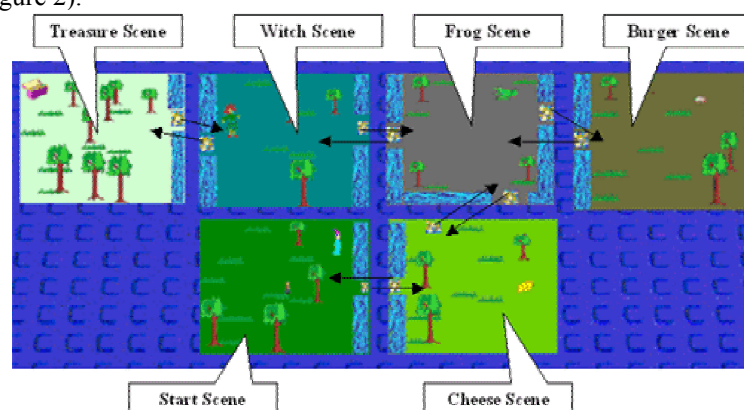 gure 2).
Treasure Scene
Witch Scene
Frog Scene
Burger Scene
Start Scene
Cheese Scene